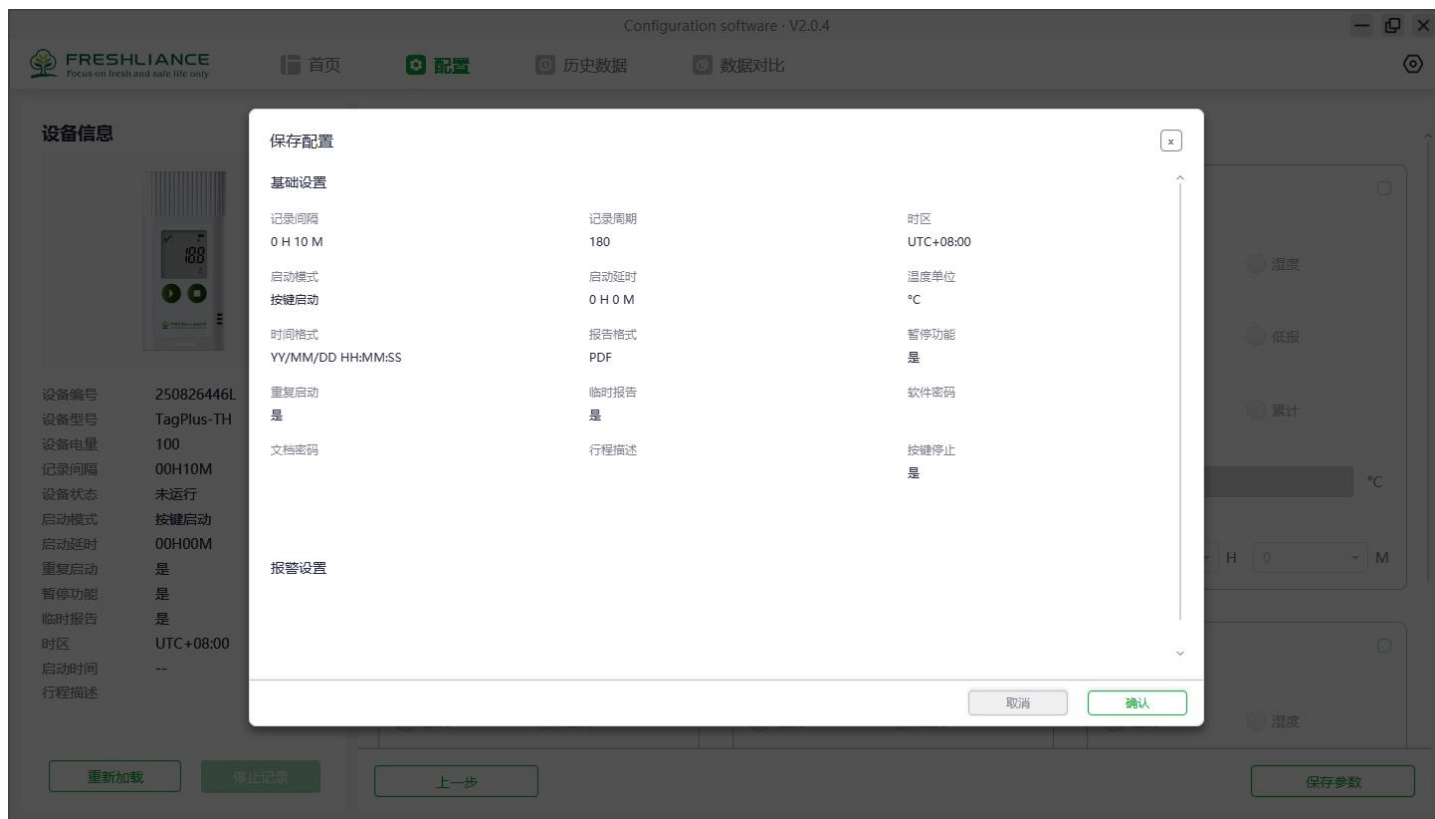 Configuration software · V2.0.4
FRESHLIANCE
Focus on fresh and safe life only
首页
配置
历史数据
数据对比
设备信息
188
FRESHLIANCE
设备编号 250826446L
设备型号 TagPlus-TH
设备电量 100
记录间隔 00H10M
设备状态 未运行
启动模式 按键启动
启动延时 00H00M
重复启动 是
暂停功能 是
临时报告 是
时区 UTC+08:00
启动时间 --
行程描述
重新加载
停止记录
保存配置
x
基础设置
记录间隔 记录周期 时区
0 H 10 M 180 UTC+08:00
启动模式 启动延时 温度单位
按键启动 0 H 0 M °C
时间格式 报告格式 暂停功能
YY/MM/DD HH:MM:SS PDF 是
重复启动 临时报告 软件密码
是 是
文档密码 行程描述 按键停止
是
报警设置
取消
确认
湿度
低报
累计
°C
H 0 M
湿度
上一步
保存参数